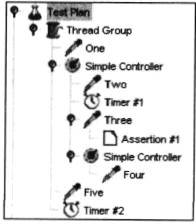 Test Plan
Thread Group
One
Simple Controller
Two
Timer #1
Three
Assertion #1
Simple Controller
Four
Five
Timer #2